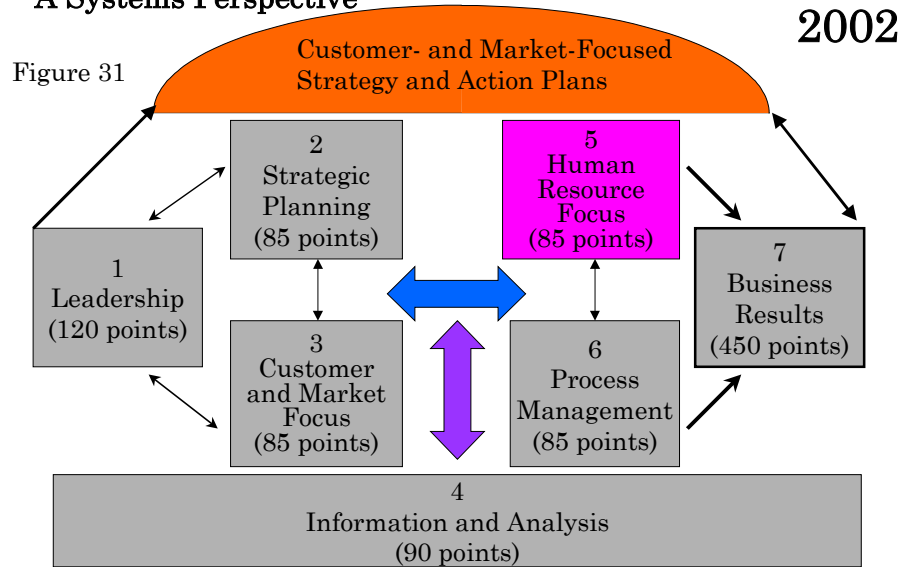 A Systems Perspective
2002
Figure 31
Customer- and Market-Focused
Strategy and Action Plans
2
Strategic
Planning
(85 points)
5
Human
Resource
Focus
(85 points)
1
Leadership
(120 points)
7
Business
Results
(450 points)
3
Customer
and Market
Focus
(85 points)
6
Process
Management
(85 points)
4
Information and Analysis
(90 points)